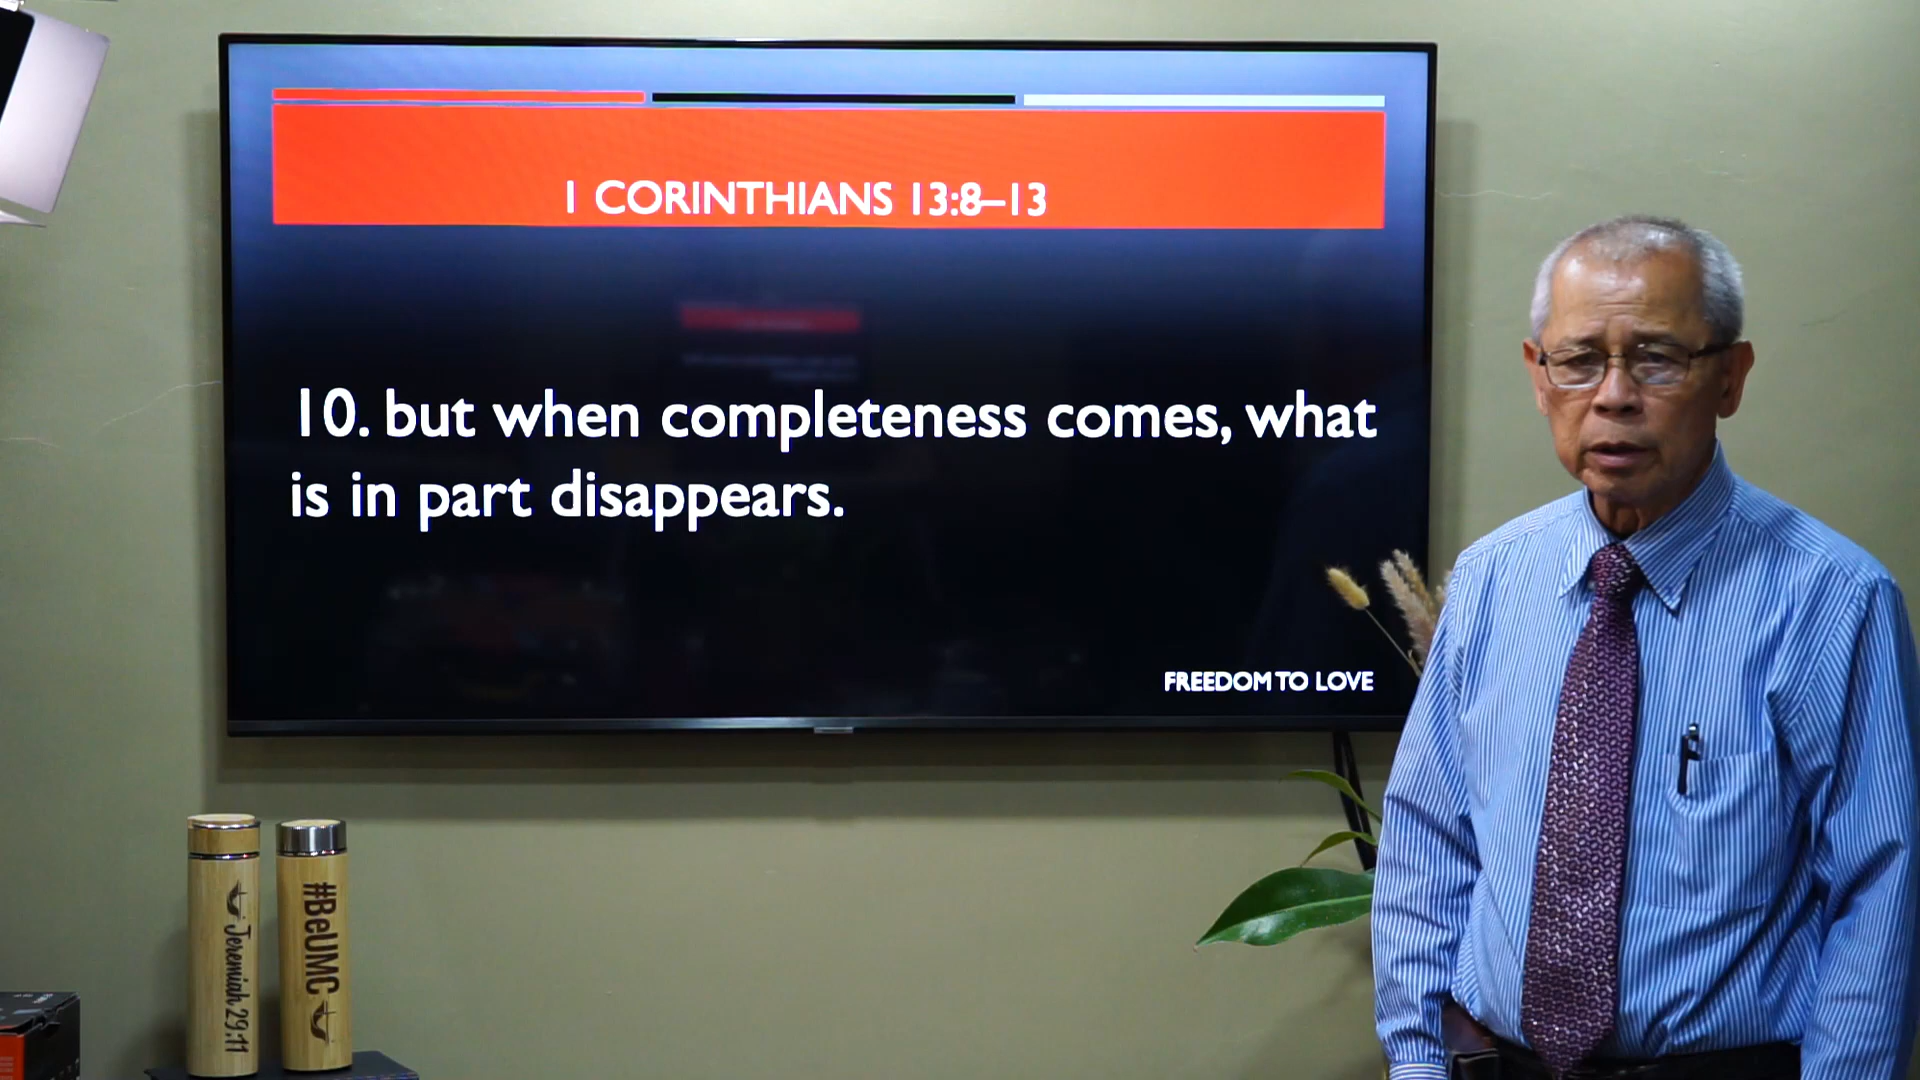 1 CORINTHIANS 13:8–13
10. but when completeness comes, what
is in part disappears.
FREEDOM TO LOVE
Jeremiah 29:11
#BeUMC